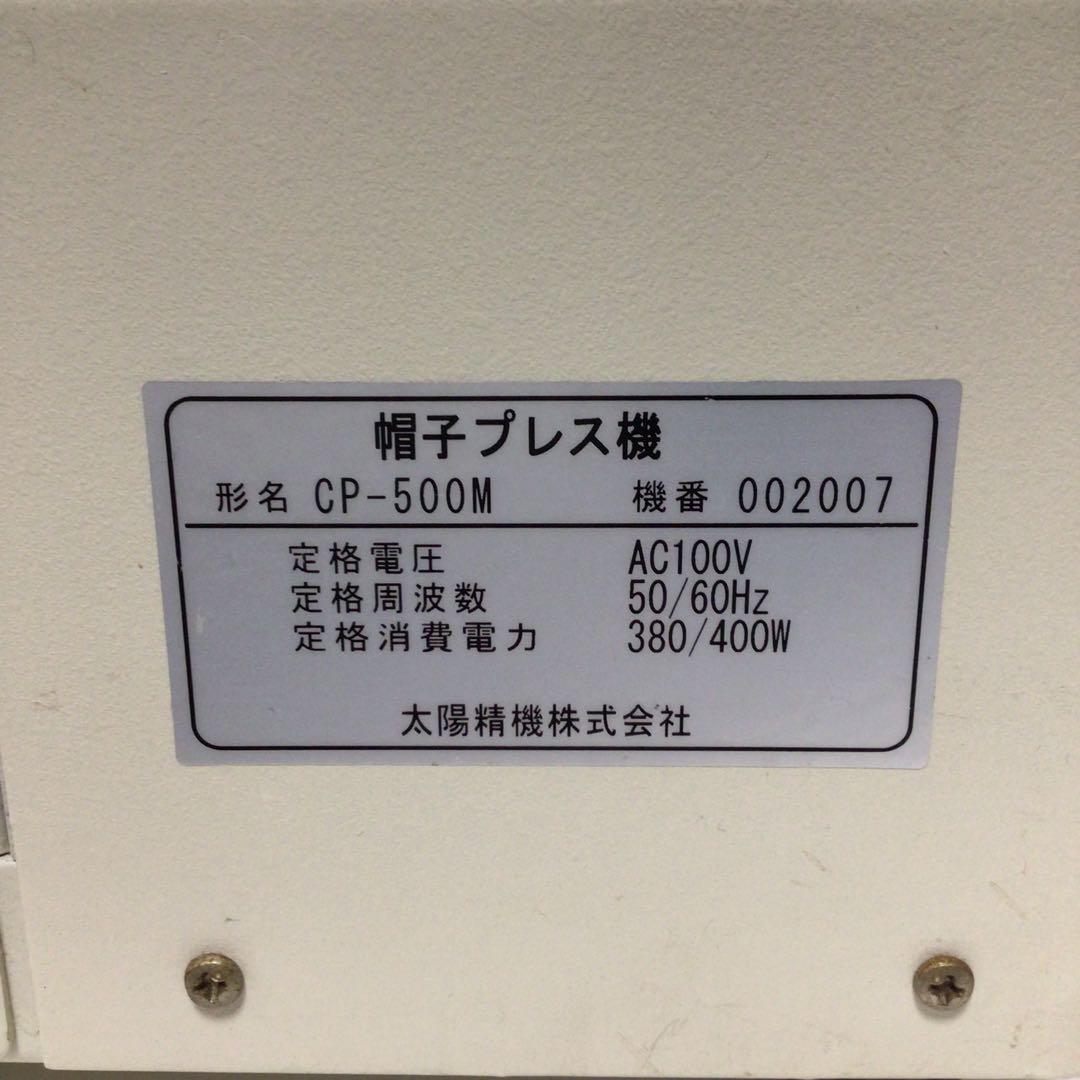 帽子プレス機
形名 CP-500M 機番 002007
定格電圧 AC100V
定格周波数 50/60Hz
定格消費電力 380/400W
太陽精機株式会社